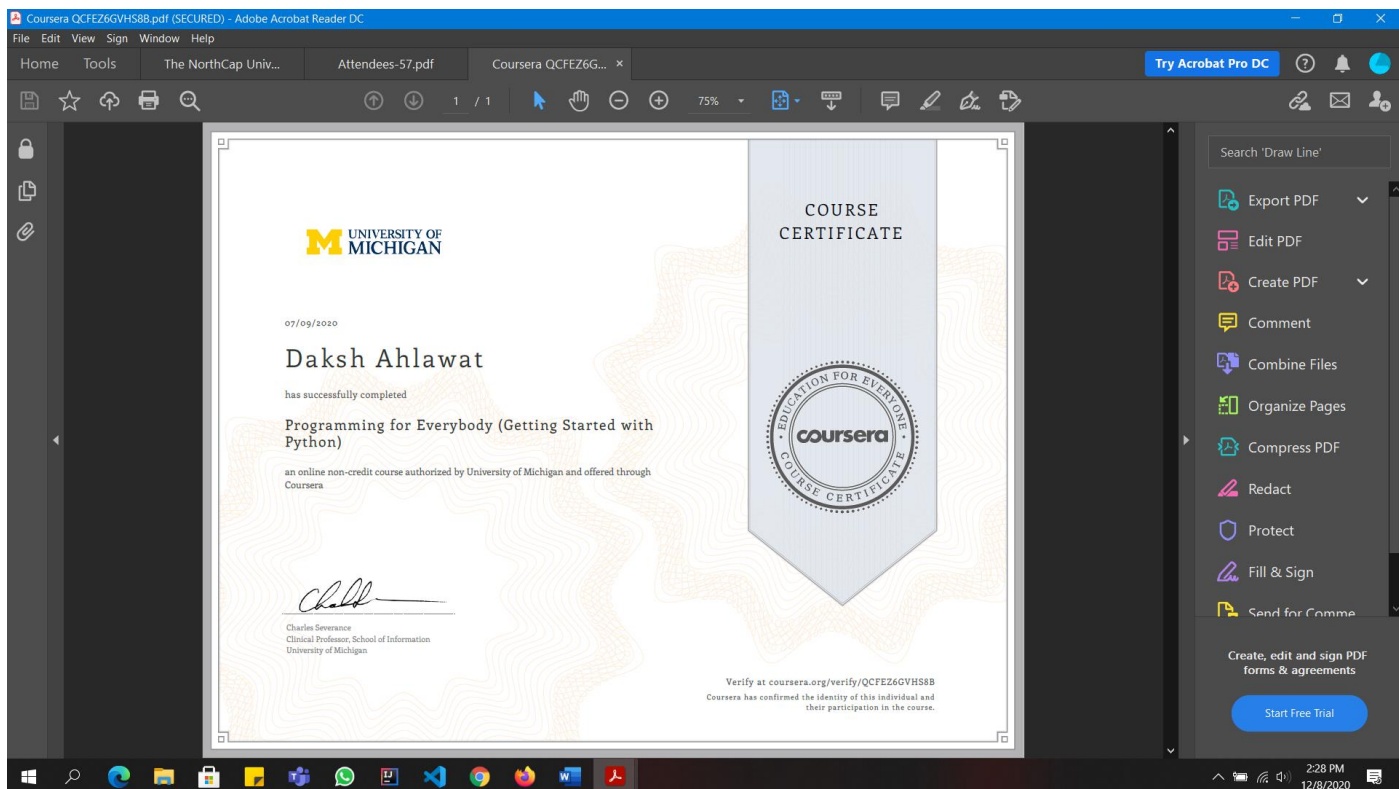 Coursera QCFEZ6GVHS8B.pdf (SECURED) - Adobe Acrobat Reader DC
File Edit View Sign Window Help
Home Tools The NorthCap Univ... Attendees-57.pdf Coursera QCFEZ6G... × Try Acrobat Pro DC
1 / 1 75%
Search 'Draw Line'
Export PDF
Edit PDF
Create PDF
Comment
Combine Files
Organize Pages
Compress PDF
Redact
Protect
Fill & Sign
Send for Comme
Create, edit and sign PDF
forms & agreements
Start Free Trial
UNIVERSITY OF
MICHIGAN
COURSE
CERTIFICATE
07/09/2020
Daksh Ahlawat
has successfully completed
Programming for Everybody (Getting Started with
Python)
an online non-credit course authorized by University of Michigan and offered through
Coursera
EDUCATION FOR EVERYONE
coursera
COURSE CERTIFICATE
Charles Severance
Clinical Professor, School of Information
University of Michigan
Verify at coursera.org/verify/QCFEZ6GVHS8B
Coursera has confirmed the identity of this individual and
their participation in the course.
2:28 PM
12/8/2020